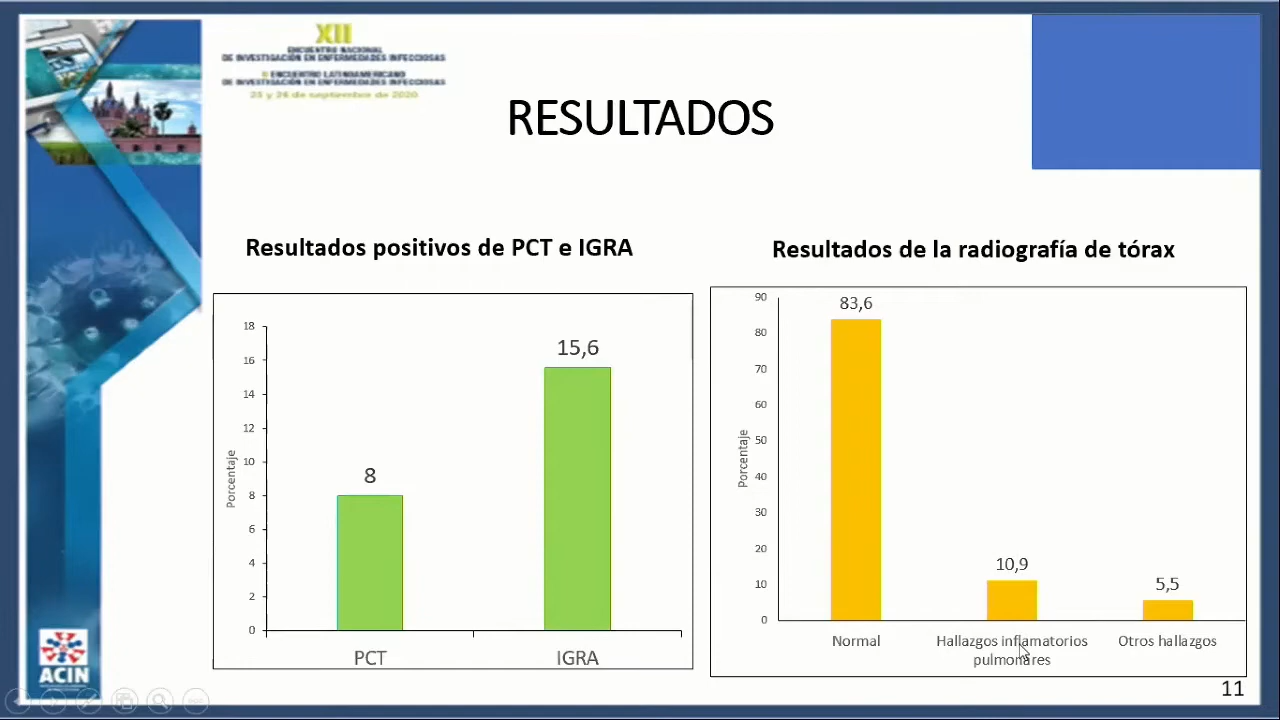 XII
ENCUENTRO NACIONAL
DE INVESTIGACIÓN EN ENFERMEDADES INFECCIOSAS
II ENCUENTRO LATINOAMERICANO
DE INVESTIGACIÓN EN ENFERMEDADES INFECCIOSAS
25 y 26 de septiembre de 2020
RESULTADOS
Resultados positivos de PCT e IGRA
18
16
14
12
10
8
6
4
2
0
Porcentaje
8
15,6
PCT
IGRA
Resultados de la radiografía de tórax
90
80
70
60
50
40
30
20
10
0
Porcentaje
83,6
10,9
5,5
Normal
Hallazgos inflamatorios
pulmonares
Otros hallazgos
ACIN
11